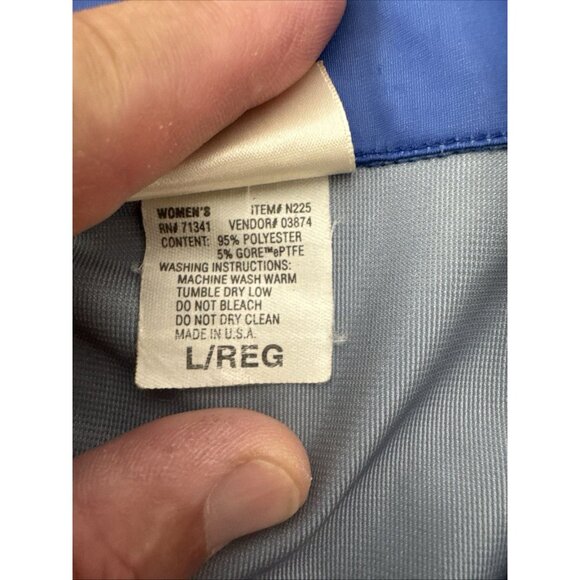 WOMEN'S ITEM# N225
RN# 71341 VENDOR# 03874
CONTENT: 95% POLYESTER
5% GORE™ePTFE
WASHING INSTRUCTIONS:
MACHINE WASH WARM
TUMBLE DRY LOW
DO NOT BLEACH
DO NOT DRY CLEAN
MADE IN U.S.A.
L/REG